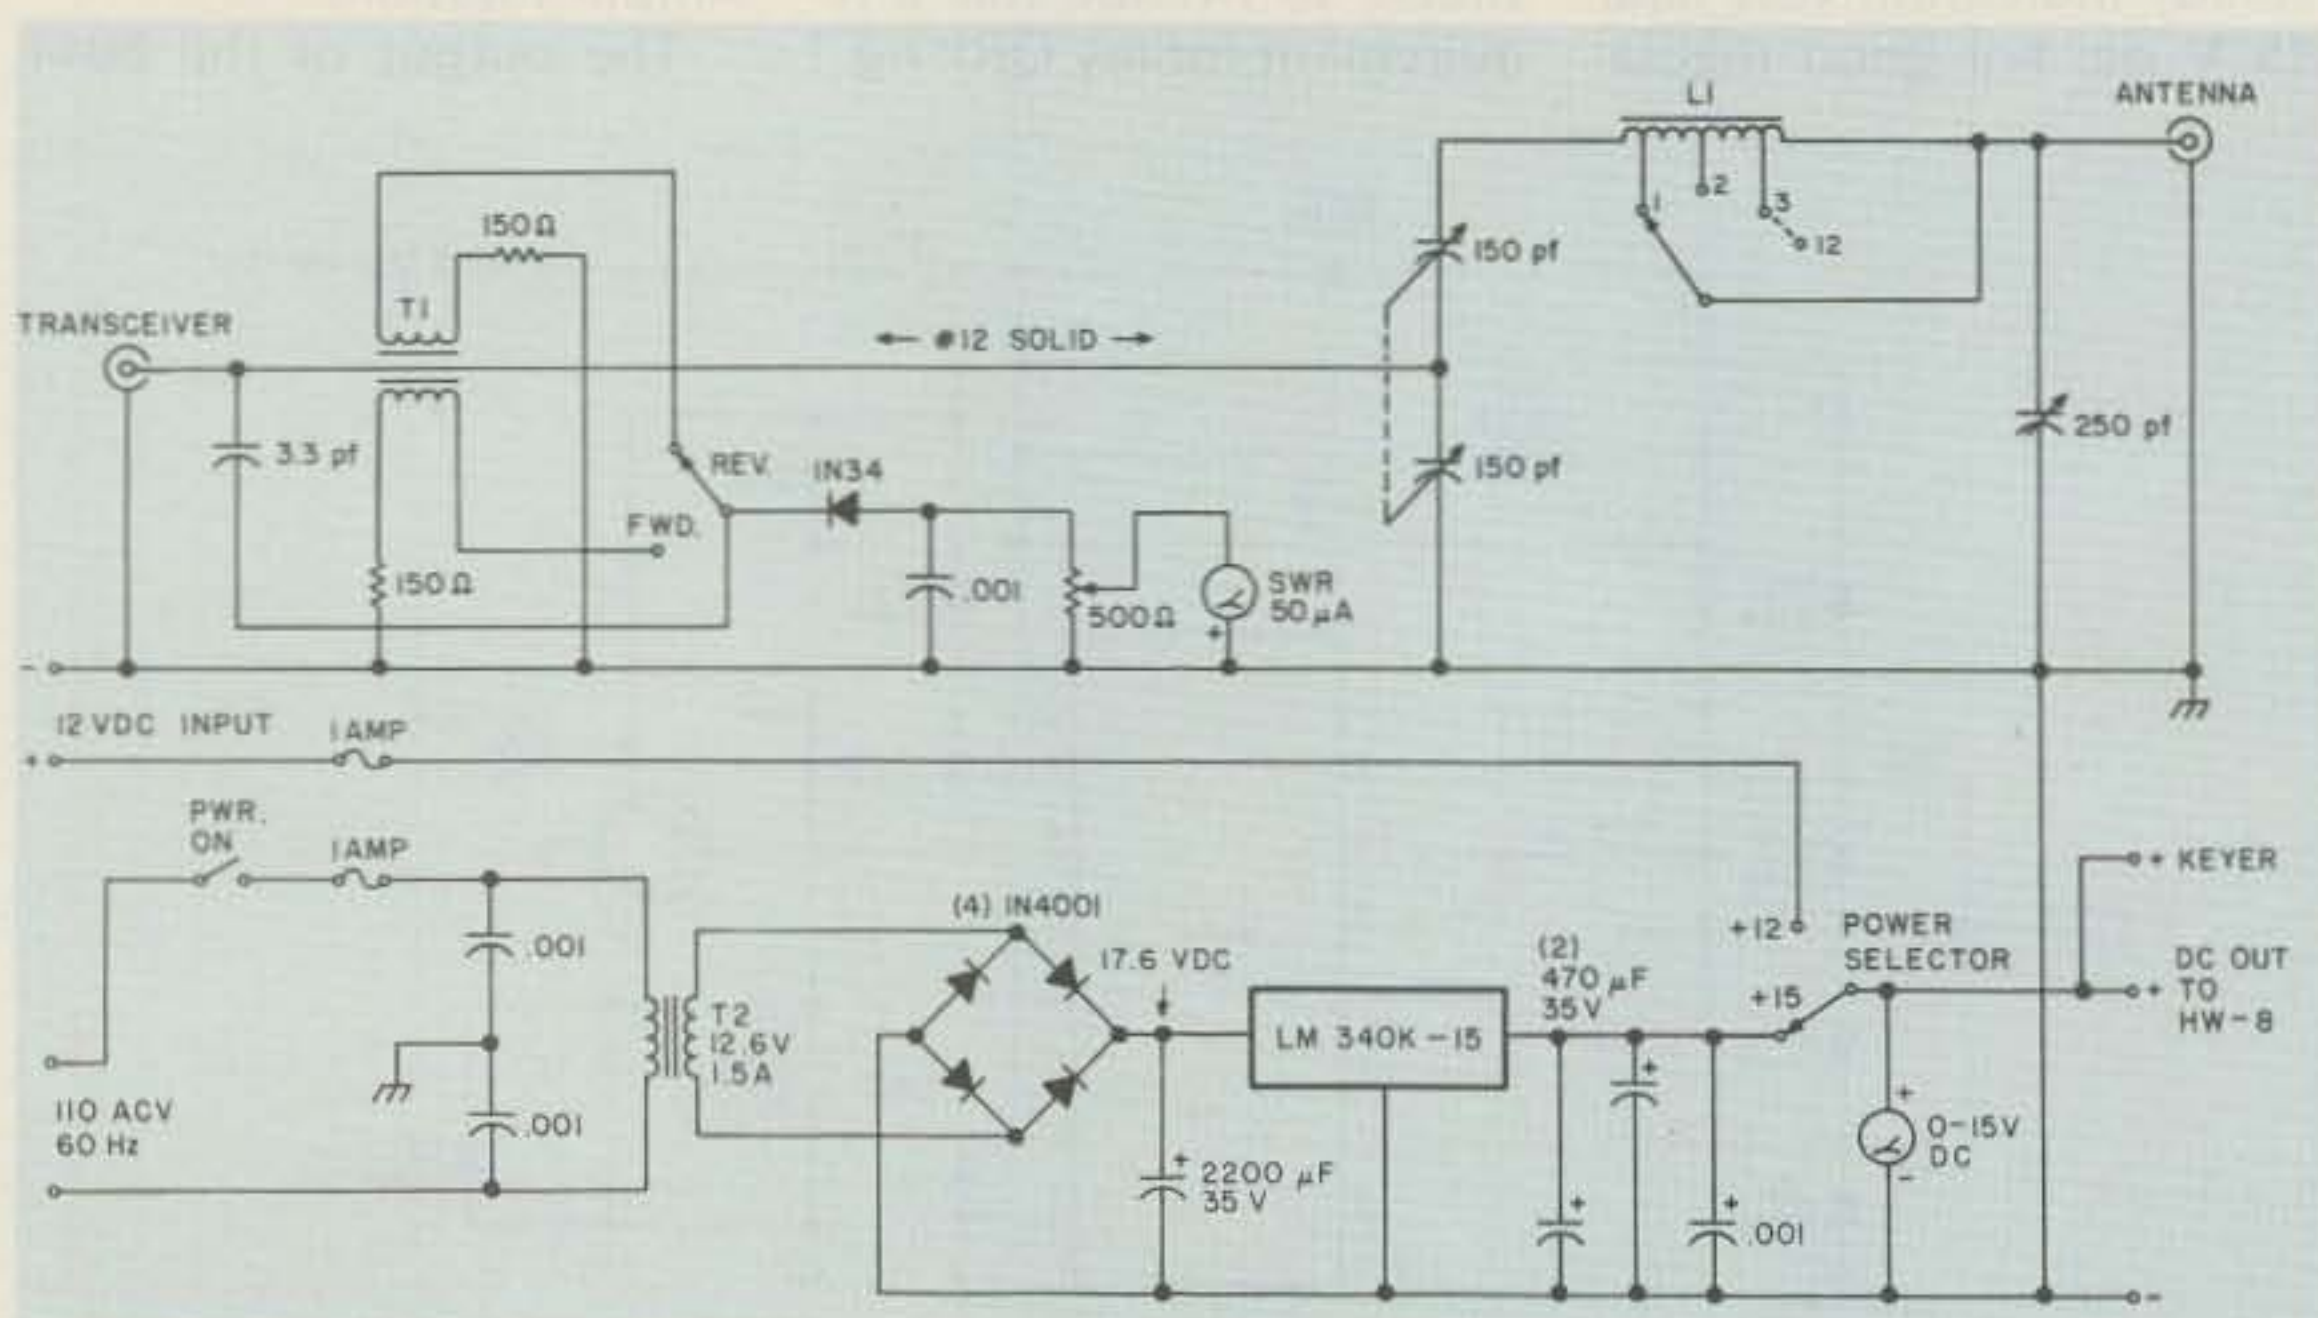 L1
ANTENNA
1
2
3
12
150Ω
T1
TRANSCEIVER
← #12 SOLID →
150 pf
3.3 pf
REV.
1N34
150 pf
250 pf
FWD.
150Ω
.001
500Ω
SWR
50 µA
+
-
12 VDC INPUT
1 AMP
+
PWR.
ON
1 AMP
.001
(4) 1N4001
17.6 VDC
(2)
470 µF
35V
+12
POWER
SELECTOR
+15
+ KEYER
+
DC OUT
TO
HW-8
T2
12.6V
1.5A
LM 340K-15
110 ACV
60 Hz
.001
+
2200 µF
35 V
+
+
+
.001
+
0-15V
DC
-
-